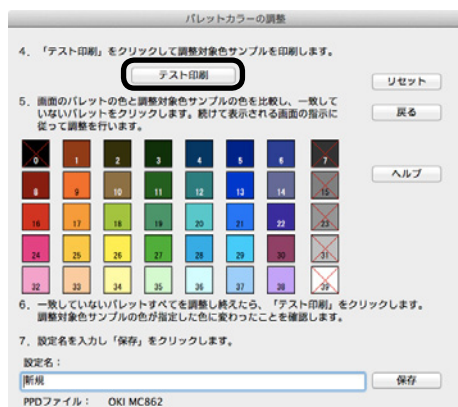 パレットカラーの調整
4. 「テスト印刷」をクリックして調整対象色サンプルを印刷します。
テスト印刷
リセット
5. 画面のパレットの色と調整対象色サンプルの色を比較し、一致して
いないパレットをクリックします。続けて表示される画面の指示に
従って調整を行います。
戻る
ヘルプ
0 1 2 3 4 5 6 7
8 9 10 11 12 13 14 15
16 17 18 19 20 21 22 23
24 25 26 27 28 29 30 31
32 33 34 35 36 37 38 39
6. 一致していないパレットすべてを調整し終えたら、「テスト印刷」をクリックします。
調整対象色サンプルの色が指定した色に変わったことを確認します。
7. 設定名を入力し「保存」をクリックします。
設定名：
新規
保存
PPDファイル： OKI MC862